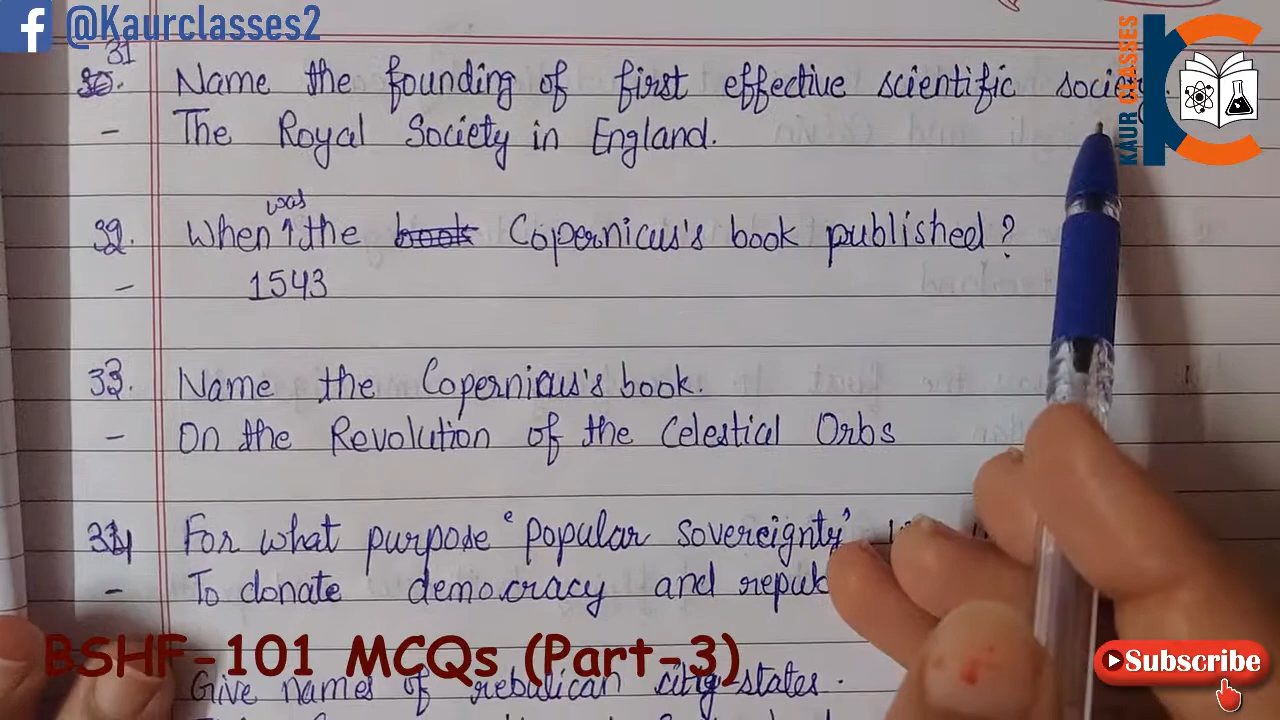 f @Kaurclasses2
31
30. Name the founding of first effective scientific society.
- The Royal Society in England.
was
32. When ↑ the book Copernicus's book published ?
- 1543
33. Name the Copernicus's book.
- On the Revolution of the Celestial Orbs
34 For what purpose 'popular sovereignty'
- To donate democracy and
Give names of rebulican city states.
BSHF-101 MCQs (Part-3)
KAUR CLASSES
Subscribe